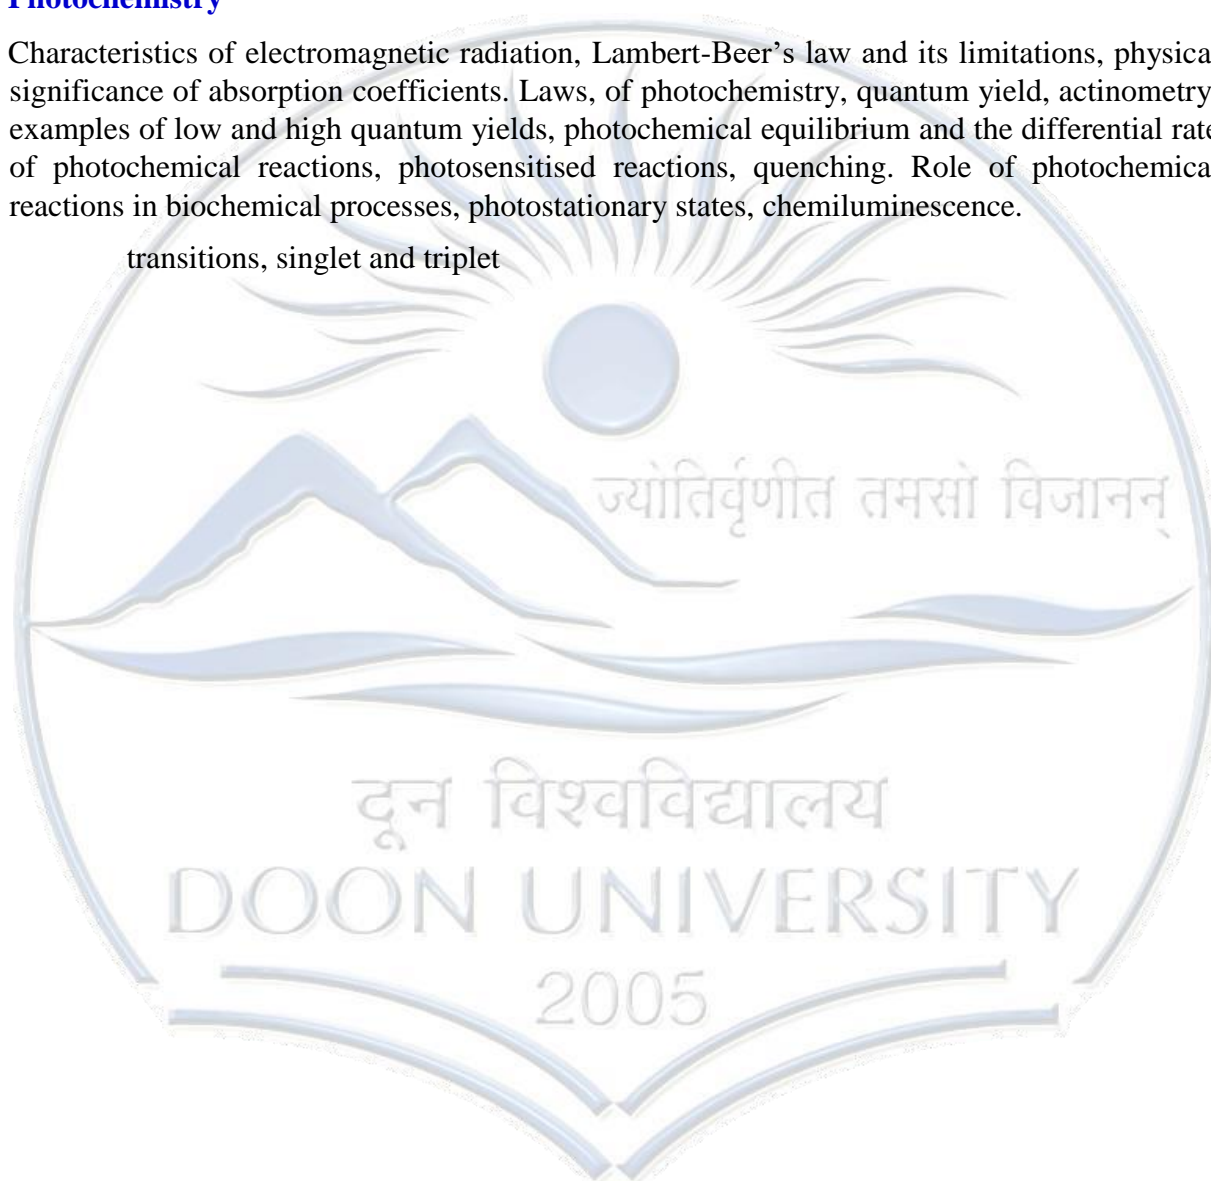 Photochemistry
Characteristics of electromagnetic radiation, Lambert-Beer’s law and its limitations, physica
significance of absorption coefficients. Laws, of photochemistry, quantum yield, actinometry
examples of low and high quantum yields, photochemical equilibrium and the differential rate
of photochemical reactions, photosensitised reactions, quenching. Role of photochemica
reactions in biochemical processes, photostationary states, chemiluminescence.
transitions, singlet and triplet
ज्योतिर्वृणीत तमसो विजानन्
दून विश्वविद्यालय
DOON UNIVERSITY
2005